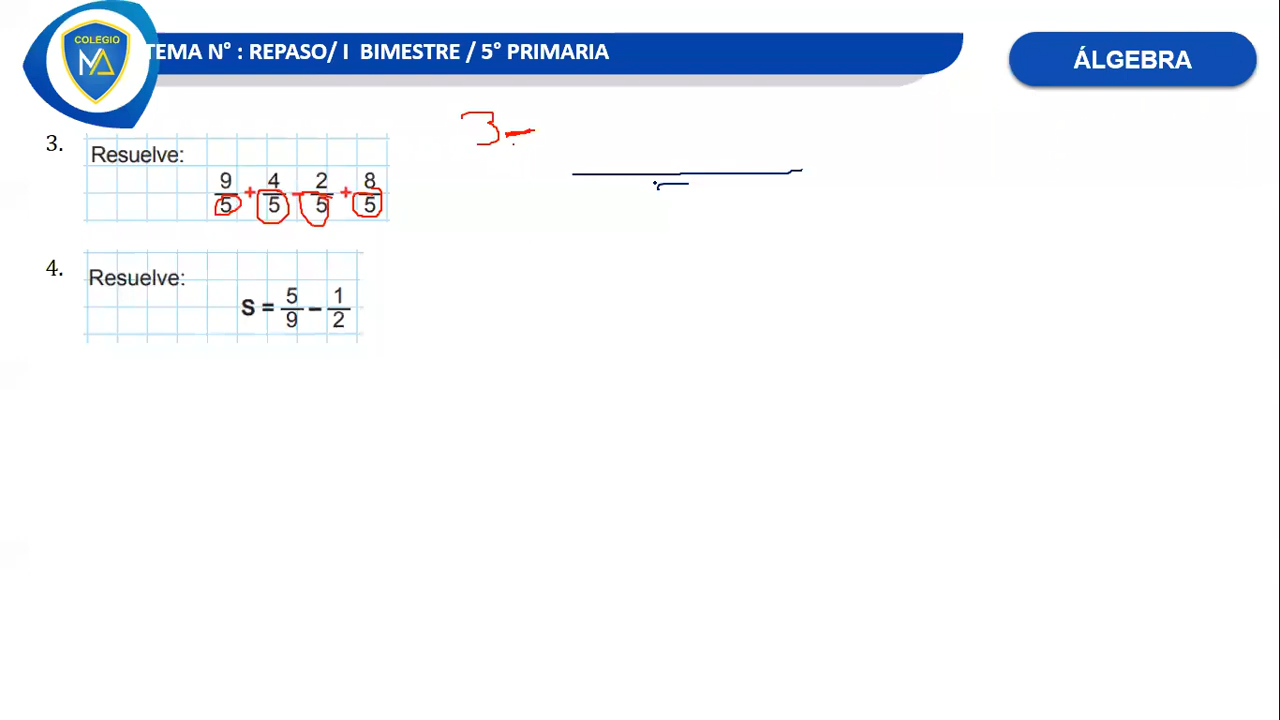 COLEGIO
MA
TEMA N° : REPASO/ I BIMESTRE / 5° PRIMARIA
ÁLGEBRA
3.
Resuelve:
9/5 + 4/5 − 2/5 + 8/5
3-
4.
Resuelve:
S = 5/9 − 1/2